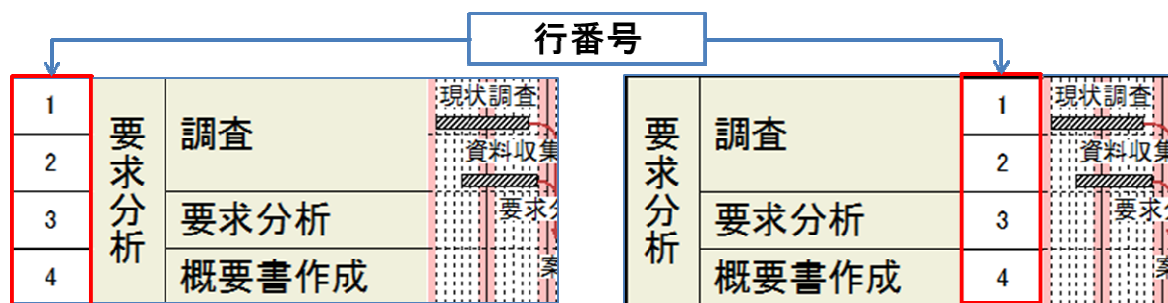 行番号
1
2
3
4
要求分析
調査
要求分析
概要書作成
現状調査
資料収集
要求分
案
要求分析
調査
要求分析
概要書作成
1
2
3
4
現状調査
資料収集
要求分
案